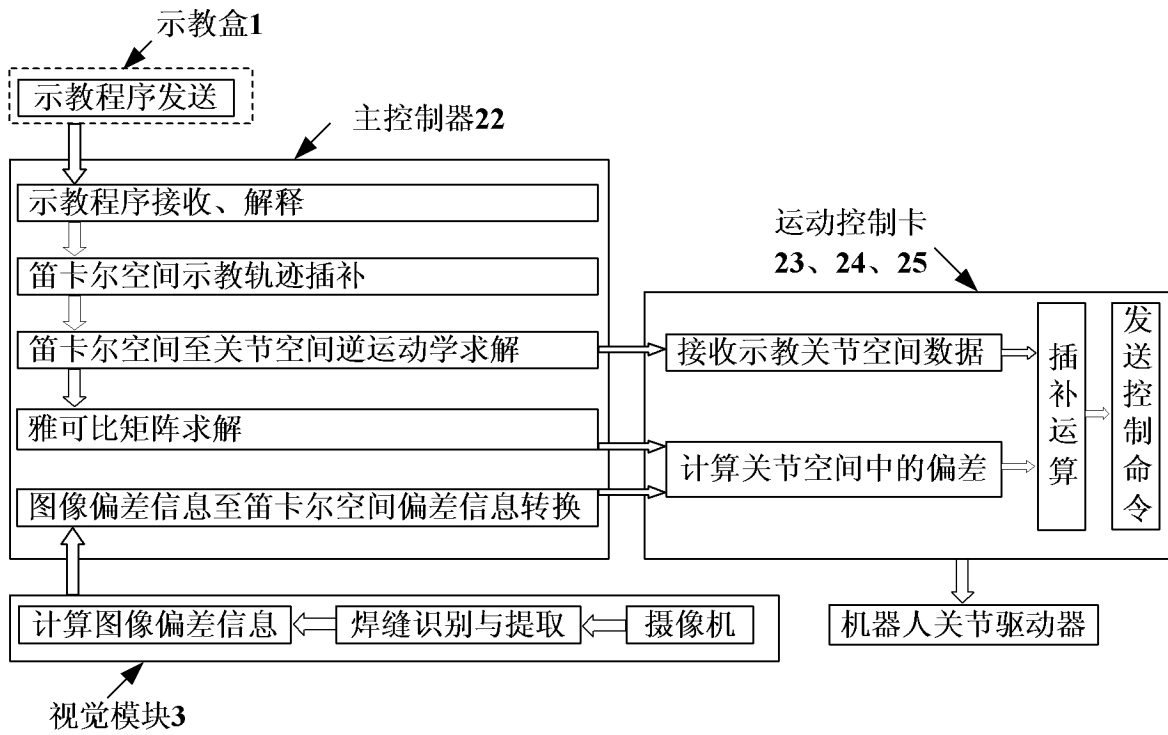 示教盒1
示教程序发送
主控制器22
示教程序接收、解释
笛卡尔空间示教轨迹插补
笛卡尔空间至关节空间逆运动学求解
雅可比矩阵求解
图像偏差信息至笛卡尔空间偏差信息转换
运动控制卡
23、24、25
接收示教关节空间数据
计算关节空间中的偏差
插补运算
发送控制命令
计算图像偏差信息
焊缝识别与提取
摄像机
机器人关节驱动器
视觉模块3